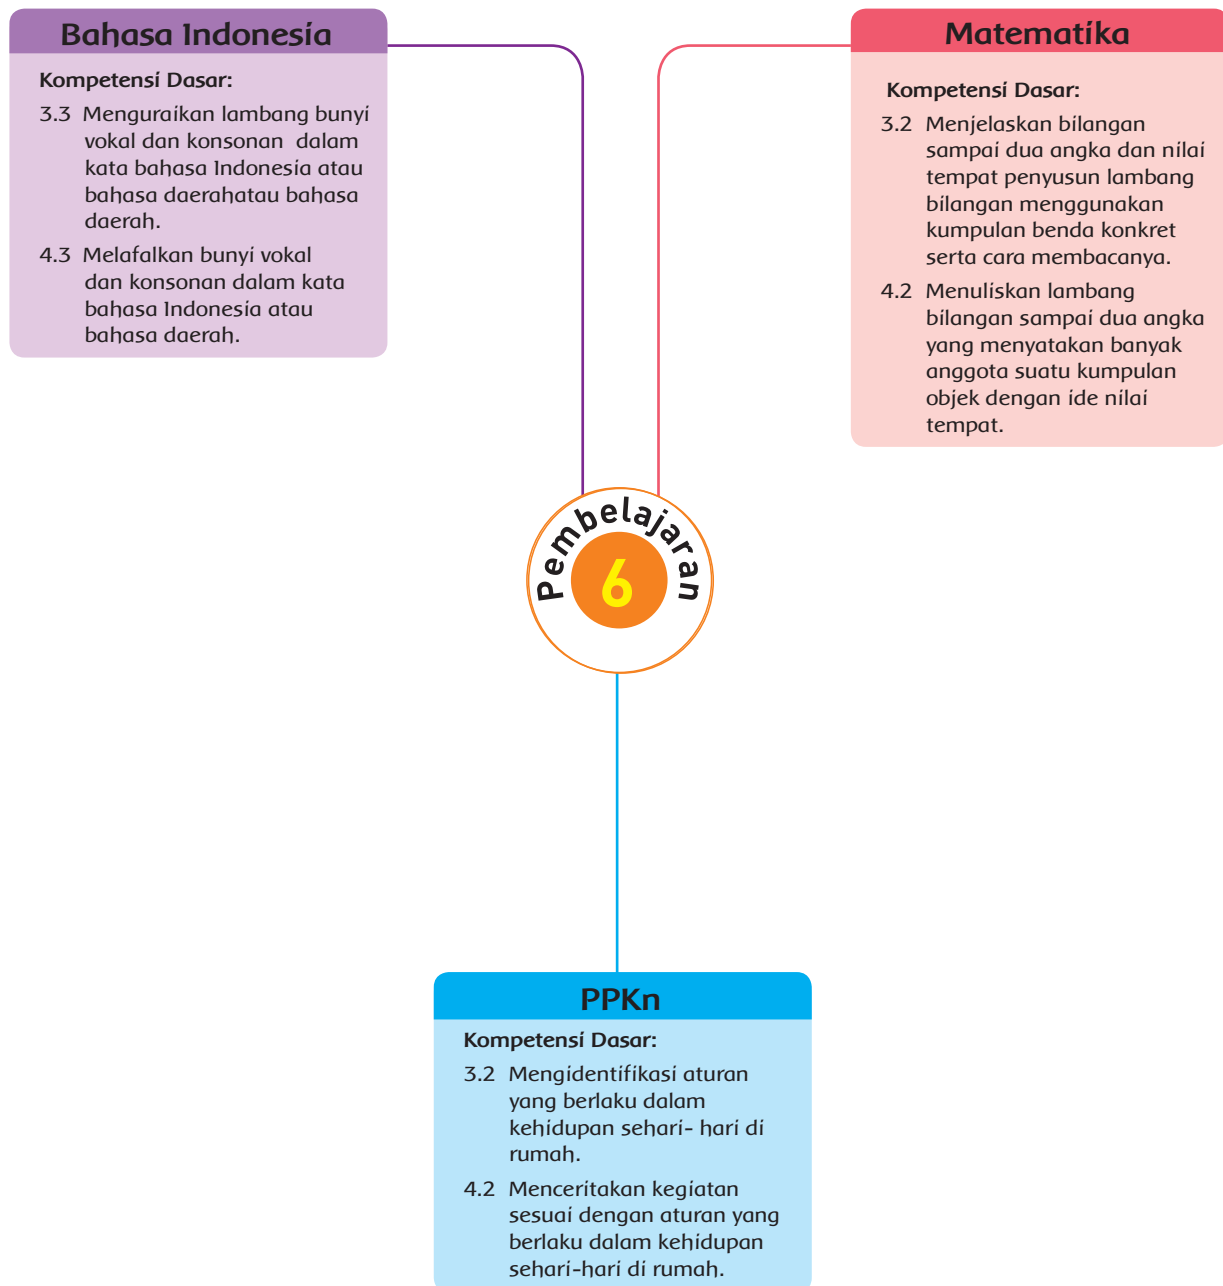 Bahasa Indonesia
Kompetensi Dasar:
3.3 Menguraikan lambang bunyi
vokal dan konsonan dalam
kata bahasa Indonesia atau
bahasa daerahatau bahasa
daerah.
4.3 Melafalkan bunyi vokal
dan konsonan dalam kata
bahasa Indonesia atau
bahasa daerah.
Matematika
Kompetensi Dasar:
3.2 Menjelaskan bilangan
sampai dua angka dan nilai
tempat penyusun lambang
bilangan menggunakan
kumpulan benda konkret
serta cara membacanya.
4.2 Menuliskan lambang
bilangan sampai dua angka
yang menyatakan banyak
anggota suatu kumpulan
objek dengan ide nilai
tempat.
Pembelajaran
6
PPKn
Kompetensi Dasar:
3.2 Mengidentifikasi aturan
yang berlaku dalam
kehidupan sehari- hari di
rumah.
4.2 Menceritakan kegiatan
sesuai dengan aturan yang
berlaku dalam kehidupan
sehari-hari di rumah.